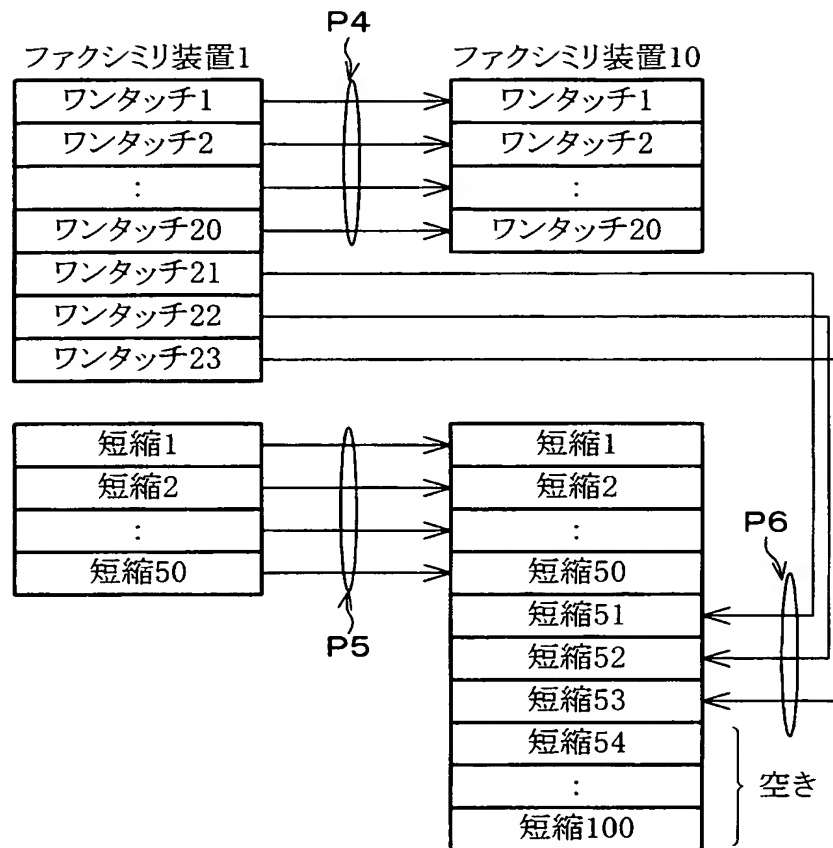 P4
ファクシミリ装置1
ファクシミリ装置10
ワンタッチ1
ワンタッチ2
:
ワンタッチ20
ワンタッチ21
ワンタッチ22
ワンタッチ23
ワンタッチ1
ワンタッチ2
:
ワンタッチ20
短縮1
短縮2
:
短縮50
P5
短縮1
短縮2
:
短縮50
短縮51
短縮52
短縮53
短縮54
:
短縮100
P6
空き